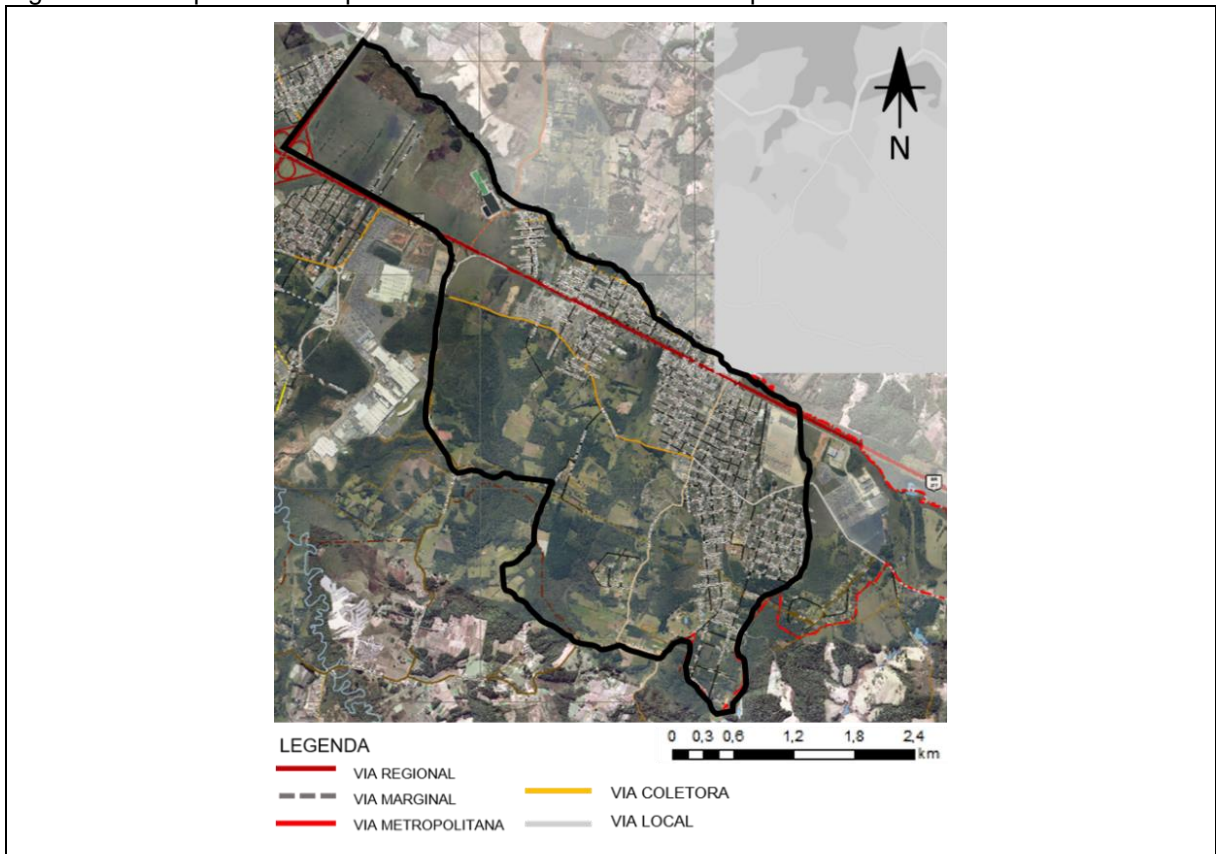 N
LEGENDA
VIA REGIONAL
VIA MARGINAL
VIA METROPOLITANA
VIA COLETORA
VIA LOCAL
0 0,3 0,6 1,2 1,8 2,4
km